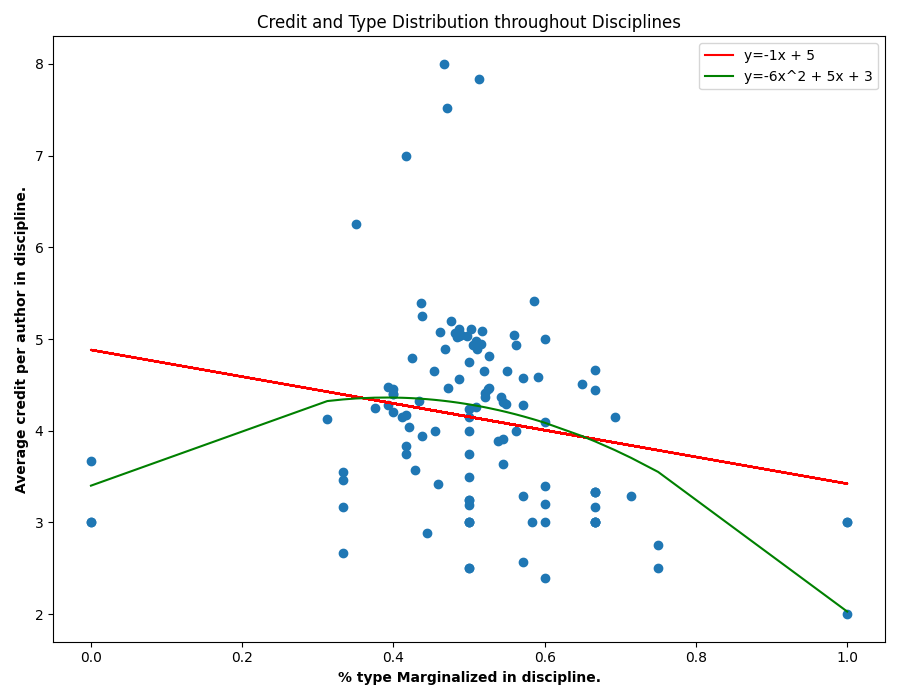 Credit and Type Distribution throughout Disciplines
y=-1x + 5
y=-6x^2 + 5x + 3
8
7
6
5
4
3
2
Average credit per author in discipline.
0.0 0.2 0.4 0.6 0.8 1.0
% type Marginalized in discipline.